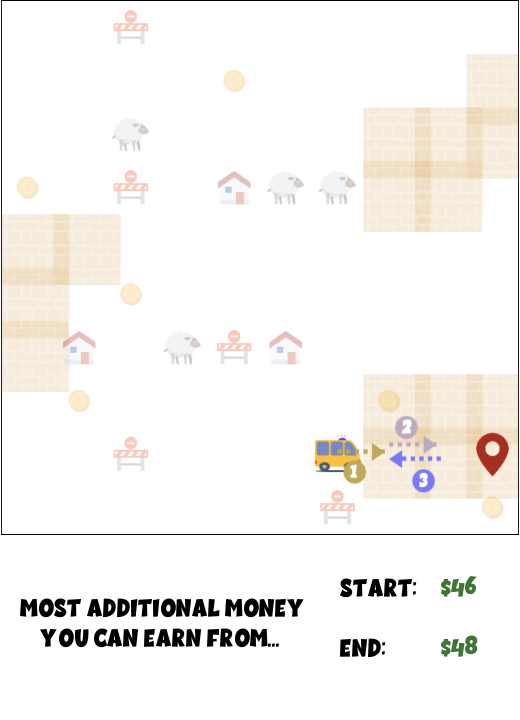 2
1
3
START: $46
MOST ADDITIONAL MONEY
YOU CAN EARN FROM...
END: $48